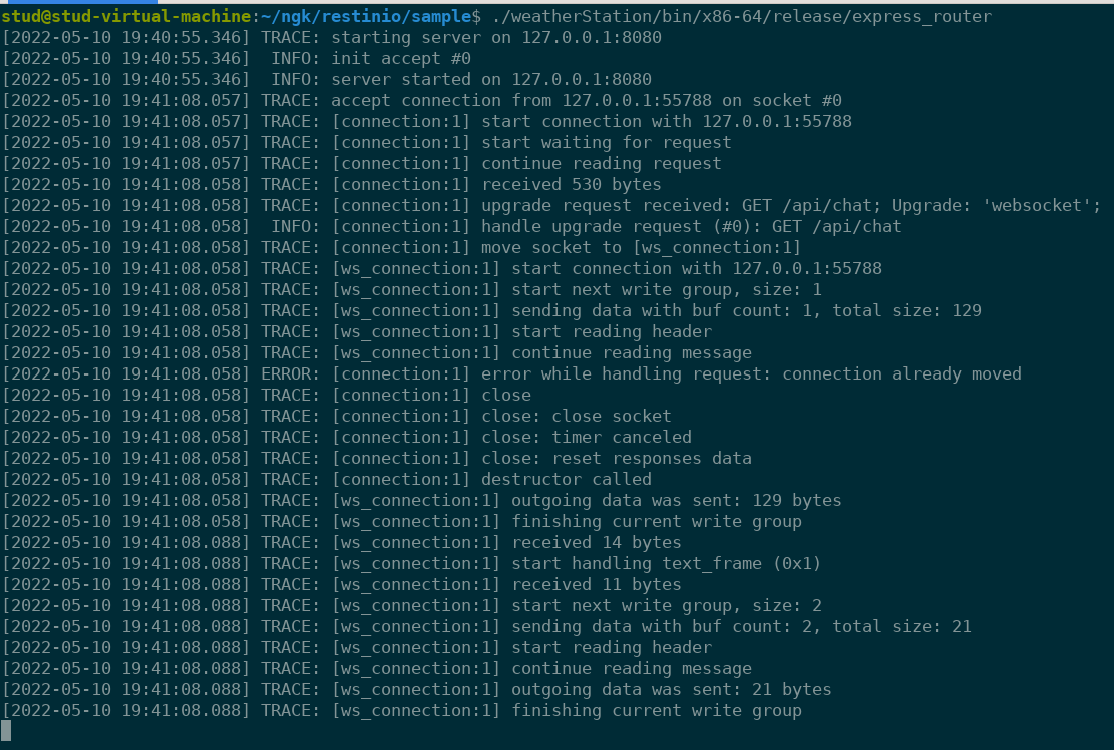 stud@stud-virtual-machine:~/ngk/restinio/sample$ ./weatherStation/bin/x86-64/release/express_router
[2022-05-10 19:40:55.346] TRACE: starting server on 127.0.0.1:8080
[2022-05-10 19:40:55.346]  INFO: init accept #0
[2022-05-10 19:40:55.346]  INFO: server started on 127.0.0.1:8080
[2022-05-10 19:41:08.057] TRACE: accept connection from 127.0.0.1:55788 on socket #0
[2022-05-10 19:41:08.057] TRACE: [connection:1] start connection with 127.0.0.1:55788
[2022-05-10 19:41:08.057] TRACE: [connection:1] start waiting for request
[2022-05-10 19:41:08.057] TRACE: [connection:1] continue reading request
[2022-05-10 19:41:08.058] TRACE: [connection:1] received 530 bytes
[2022-05-10 19:41:08.058] TRACE: [connection:1] upgrade request received: GET /api/chat; Upgrade: 'websocket';
[2022-05-10 19:41:08.058]  INFO: [connection:1] handle upgrade request (#0): GET /api/chat
[2022-05-10 19:41:08.058] TRACE: [connection:1] move socket to [ws_connection:1]
[2022-05-10 19:41:08.058] TRACE: [ws_connection:1] start connection with 127.0.0.1:55788
[2022-05-10 19:41:08.058] TRACE: [ws_connection:1] start next write group, size: 1
[2022-05-10 19:41:08.058] TRACE: [ws_connection:1] sending data with buf count: 1, total size: 129
[2022-05-10 19:41:08.058] TRACE: [ws_connection:1] start reading header
[2022-05-10 19:41:08.058] TRACE: [ws_connection:1] continue reading message
[2022-05-10 19:41:08.058] ERROR: [connection:1] error while handling request: connection already moved
[2022-05-10 19:41:08.058] TRACE: [connection:1] close
[2022-05-10 19:41:08.058] TRACE: [connection:1] close: close socket
[2022-05-10 19:41:08.058] TRACE: [connection:1] close: timer canceled
[2022-05-10 19:41:08.058] TRACE: [connection:1] close: reset responses data
[2022-05-10 19:41:08.058] TRACE: [connection:1] destructor called
[2022-05-10 19:41:08.058] TRACE: [ws_connection:1] outgoing data was sent: 129 bytes
[2022-05-10 19:41:08.058] TRACE: [ws_connection:1] finishing current write group
[2022-05-10 19:41:08.088] TRACE: [ws_connection:1] received 14 bytes
[2022-05-10 19:41:08.088] TRACE: [ws_connection:1] start handling text_frame (0x1)
[2022-05-10 19:41:08.088] TRACE: [ws_connection:1] received 11 bytes
[2022-05-10 19:41:08.088] TRACE: [ws_connection:1] start next write group, size: 2
[2022-05-10 19:41:08.088] TRACE: [ws_connection:1] sending data with buf count: 2, total size: 21
[2022-05-10 19:41:08.088] TRACE: [ws_connection:1] start reading header
[2022-05-10 19:41:08.088] TRACE: [ws_connection:1] continue reading message
[2022-05-10 19:41:08.088] TRACE: [ws_connection:1] outgoing data was sent: 21 bytes
[2022-05-10 19:41:08.088] TRACE: [ws_connection:1] finishing current write group